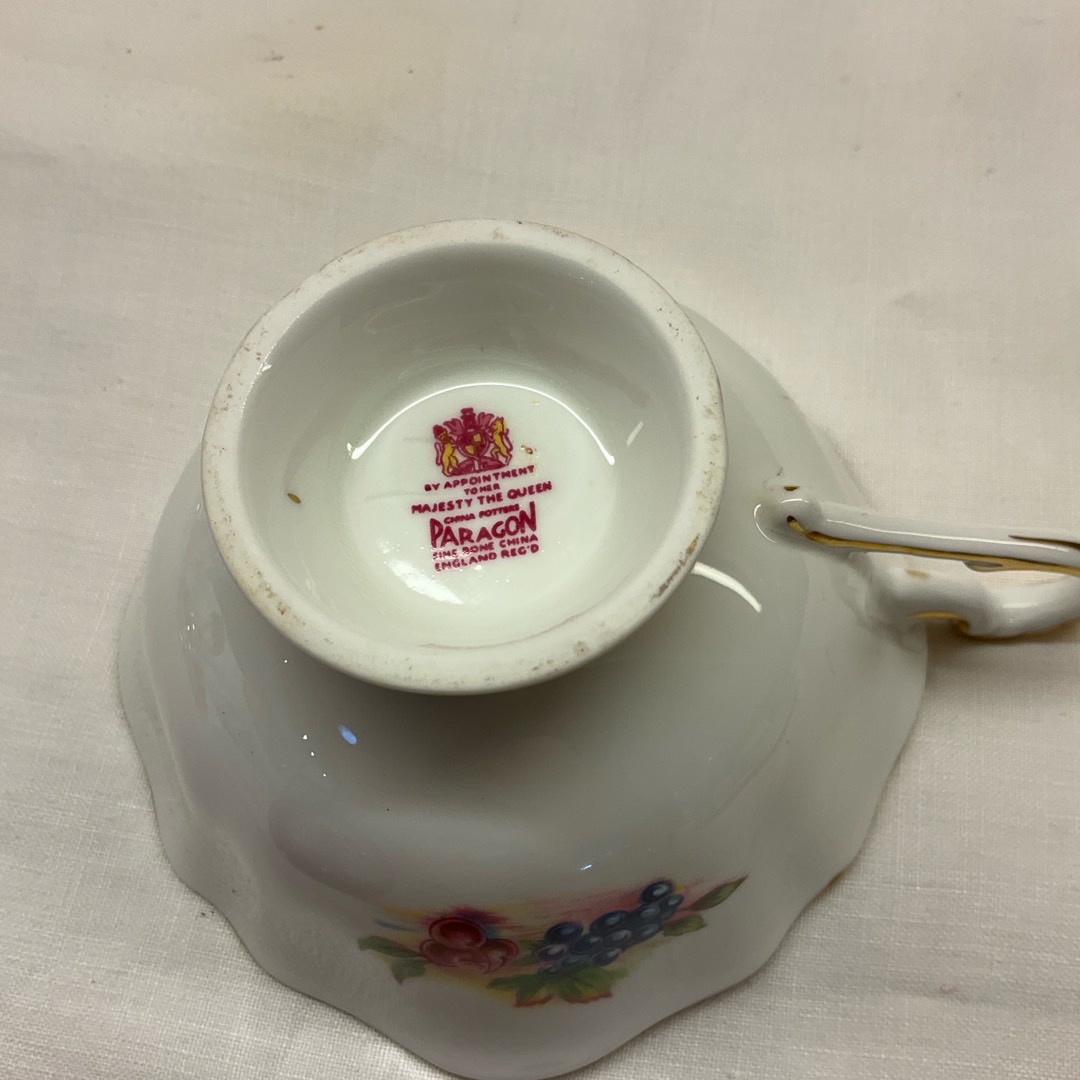 BY APPOINTMENT
TO HER
MAJESTY THE QUEEN
CHINA POTTERS
PARAGON
FINE BONE CHINA
ENGLAND REG'D